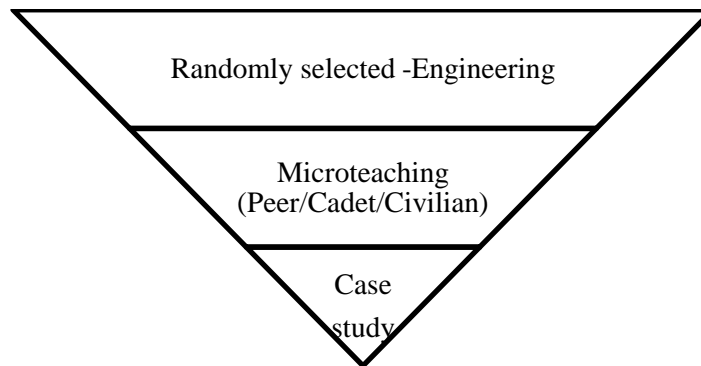 Randomly selected -Engineering
Microteaching
(Peer/Cadet/Civilian)
Case
study